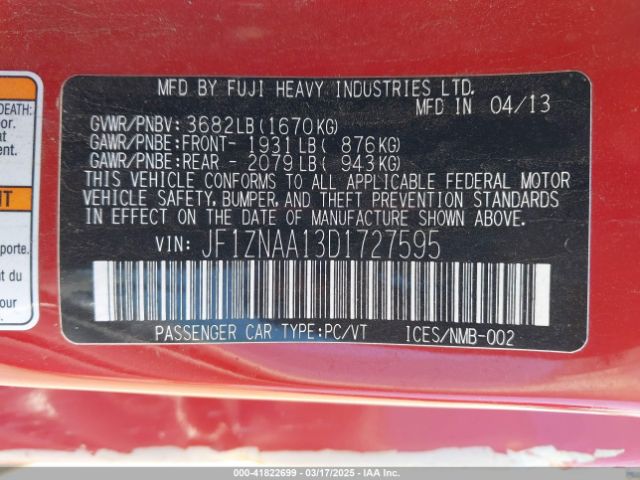 DEATH:
or.
nt.
NT
du
our
MFD BY FUJI HEAVY INDUSTRIES LTD.
MFD IN 04/13
GVWR/PNBV: 3682LB(1670KG)
GAWR/PNBE:FRONT- 1931LB( 876KG)
GAWR/PNBE:REAR - 2079LB( 943KG)
THIS VEHICLE CONFORMS TO ALL APPLICABLE FEDERAL MOTOR
VEHICLE SAFETY, BUMPER, AND THEFT PREVENTION STANDARDS
IN EFFECT ON THE DATE OF MANUFACTURE SHOWN ABOVE.
VIN: JF1ZNAA13D1727595
PASSENGER CAR TYPE:PC/VT ICES/NMB-002
000-41822699 - 03/17/2025 - IAA Inc.